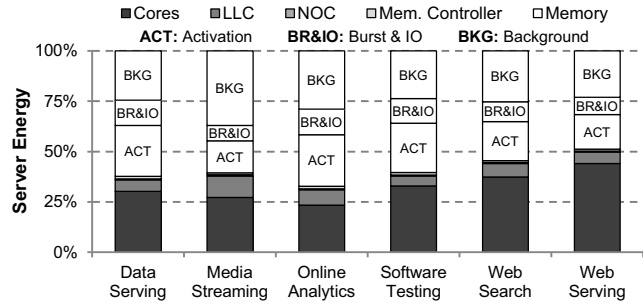 Cores LLC NOC Mem. Controller Memory
ACT: Activation BR&IO: Burst & IO BKG: Background
Server Energy
100%
75%
50%
25%
0%
BKG BKG BKG BKG BKG BKG
BR&IO BR&IO BR&IO BR&IO BR&IO BR&IO
ACT ACT ACT ACT ACT ACT
Data Media Online Software Web Web
Serving Streaming Analytics Testing Search Serving